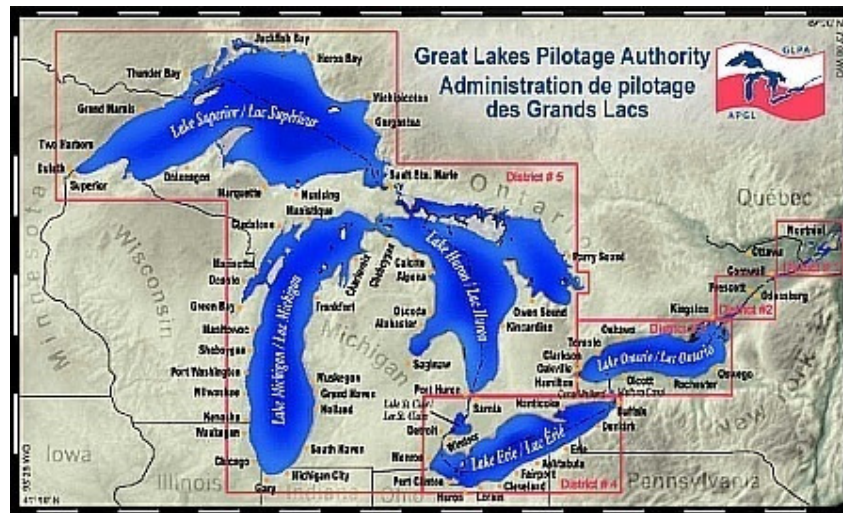 Great Lakes Pilotage Authority
Administration de pilotage
des Grands Lacs
GLPA
APGL
Jackfish Bay
Heron Bay
Thunder Bay
Michipicoten
Grand Marais
Gargantua
Lake Superior / Lac Supérieur
Two Harbors
Duluth
Superior
Ontonagon
Marquette
Munising
Sault Ste. Marie
District # 5
Ontario
Québec
Montréal
Ottawa
Cornwall
Prescott
Ogdensburg
Kingston
District #2
Minnesota
Wisconsin
Manistique
Gladstone
Marinette
Oconto
Green Bay
Manitowoc
Sheboygan
Port Washington
Milwaukee
Kenosha
Waukegan
Chicago
Gary
Michigan City
South Haven
Holland
Grand Haven
Muskegon
Frankfort
Charlevoix
Cheboygan
Lake Michigan / Lac Michigan
Michigan
Calcite
Alpena
Oscoda
Alabaster
Saginaw
Port Huron
Lake Huron / Lac Huron
Parry Sound
Owen Sound
Kincardine
Sarnia
Lake St. Clair /
Lac St. Clair
Detroit
Windsor
Monroe
Port Clinton
Huron
Lorain
Cleveland
Fairport
Ashtabula
Erie
Dunkirk
Buffalo
Nanticoke
Lake Erie / Lac Érié
District # 4
Oshawa
Toronto
Clarkson
Oakville
Hamilton
Lake Ontario / Lac Ontario
Olcott
Rochester
Oswego
New York
Pennsylvania
Iowa
Illinois
Indiana
Ohio